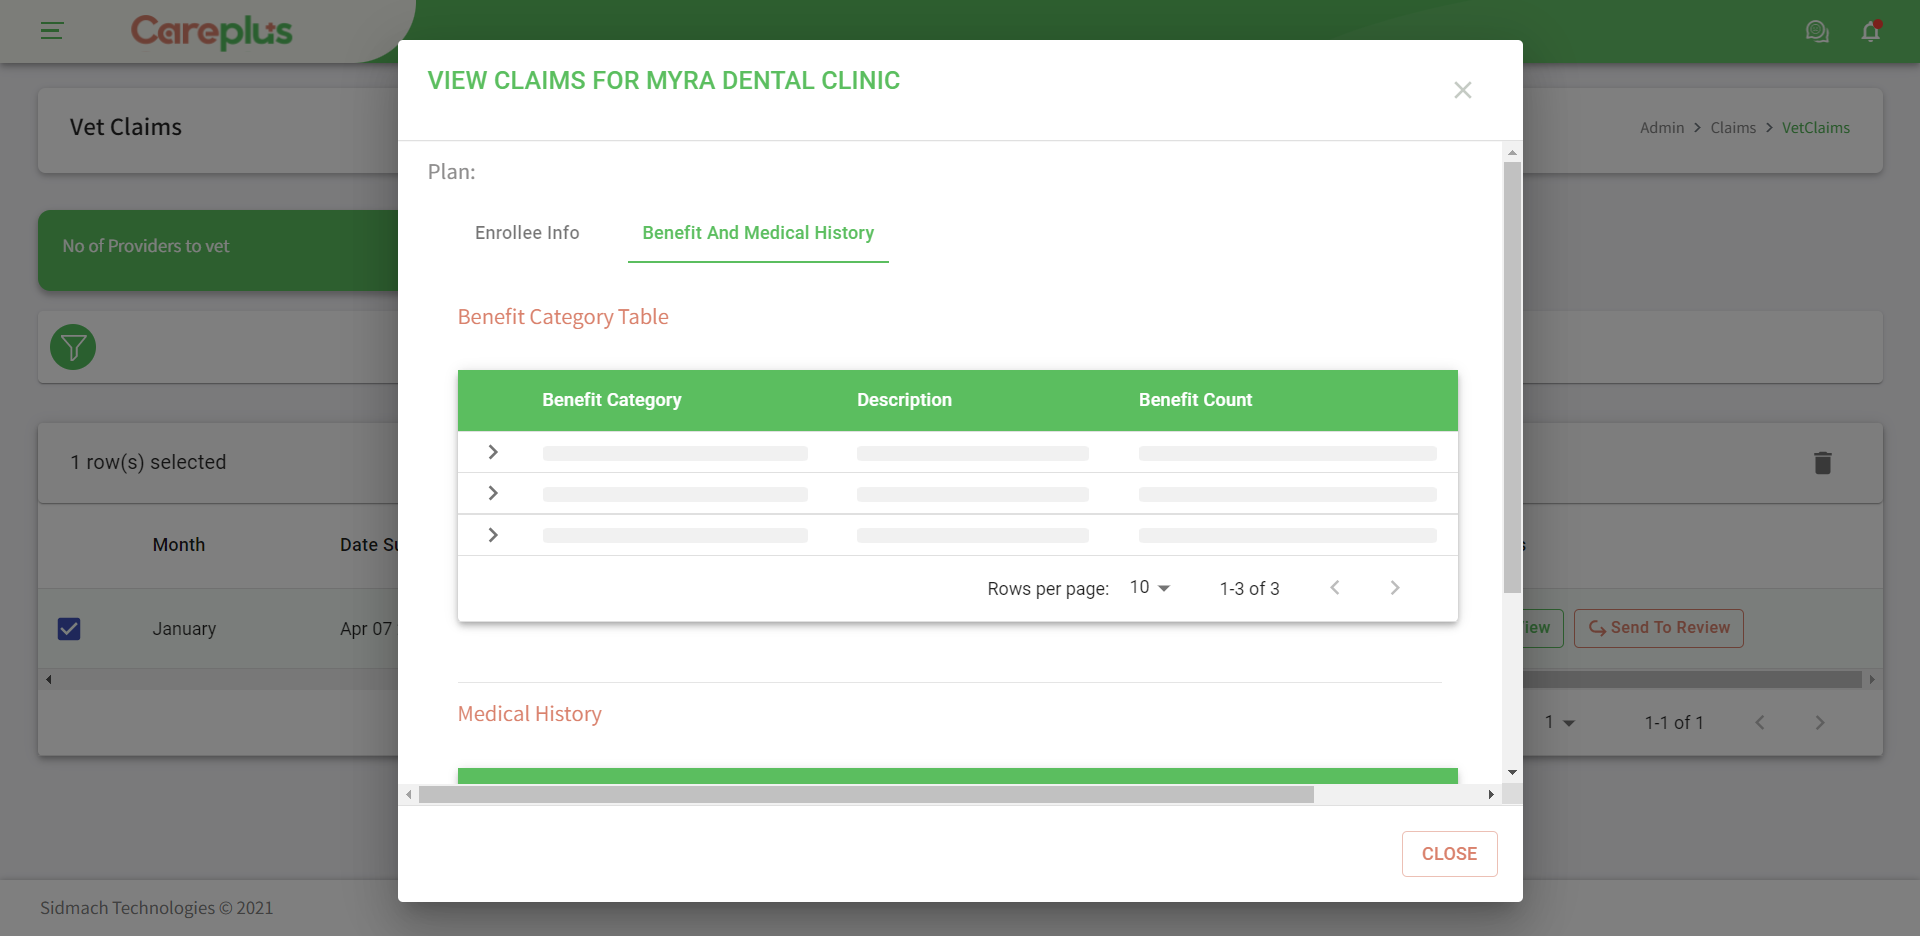 Careplus
VIEW CLAIMS FOR MYRA DENTAL CLINIC
Vet Claims
Admin > Claims > VetClaims
Plan:
Enrollee Info
Benefit And Medical History
No of Providers to vet
Benefit Category Table
Benefit Category Description Benefit Count
1 row(s) selected
Month Date Su
Rows per page: 10 1-3 of 3
January Apr 07
iew
Send To Review
Medical History
1 1-1 of 1
CLOSE
Sidmach Technologies © 2021